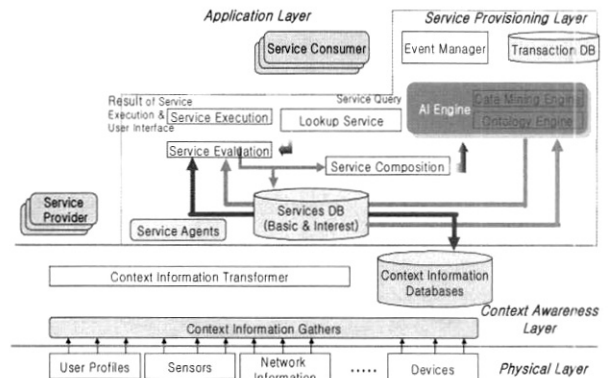 Application Layer
Service Provisioning Layer
Service Consumer
Event Manager
Transaction DB
Result of Service
Execution &
User Interface
Service Execution
Service Query
Lookup Service
AI Engine
Data Mining Engine
Ontology Engine
Service Evaluation
Service Composition
Service
Provider
Services DB
(Basic & Interest)
Service Agents
Context Information Transformer
Context Information
Databases
Context Awareness
Layer
Context Information Gathers
User Profiles
Sensors
Network
Information
.....
Devices
Physical Layer